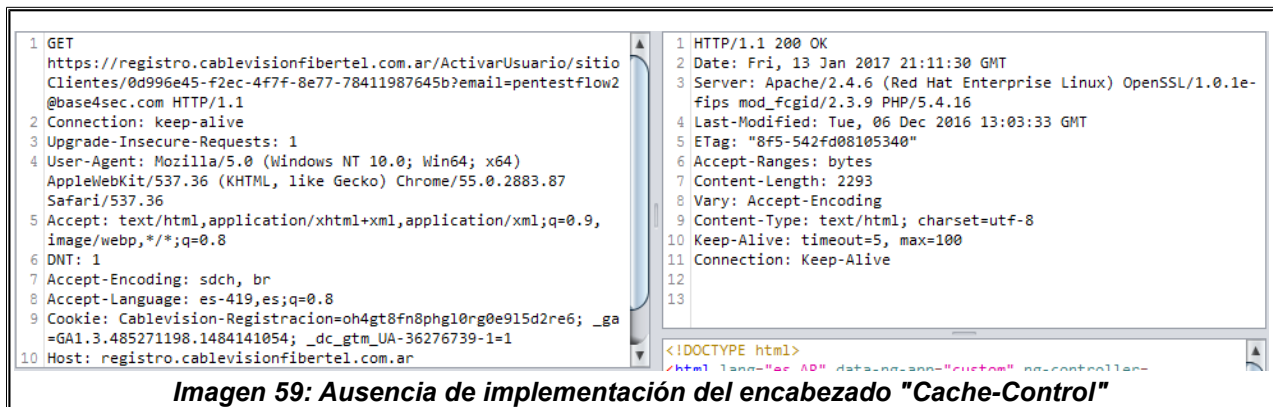 1 GET
https://registro.cablevisionfibertel.com.ar/ActivarUsuario/sitio
Clientes/0d996e45-f2ec-4f7f-8e77-78411987645b?email=pentestflow2
@base4sec.com HTTP/1.1
2 Connection: keep-alive
3 Upgrade-Insecure-Requests: 1
4 User-Agent: Mozilla/5.0 (Windows NT 10.0; Win64; x64)
AppleWebKit/537.36 (KHTML, like Gecko) Chrome/55.0.2883.87
Safari/537.36
5 Accept: text/html,application/xhtml+xml,application/xml;q=0.9,
image/webp,*/*;q=0.8
6 DNT: 1
7 Accept-Encoding: sdch, br
8 Accept-Language: es-419,es;q=0.8
9 Cookie: Cablevision-Registracion=oh4gt8fn8phg10rg0e9l5d2re6; _ga
=GA1.3.485271198.1484141054; _dc_gtm_UA-36276739-1=1
10 Host: registro.cablevisionfibertel.com.ar
1 HTTP/1.1 200 OK
2 Date: Fri, 13 Jan 2017 21:11:30 GMT
3 Server: Apache/2.4.6 (Red Hat Enterprise Linux) OpenSSL/1.0.1e-
fips mod_fcgid/2.3.9 PHP/5.4.16
4 Last-Modified: Tue, 06 Dec 2016 13:03:33 GMT
5 ETag: "8f5-542fd08105340"
6 Accept-Ranges: bytes
7 Content-Length: 2293
8 Vary: Accept-Encoding
9 Content-Type: text/html; charset=utf-8
10 Keep-Alive: timeout=5, max=100
11 Connection: Keep-Alive
12
13
<!DOCTYPE html>
<html lang="es_AR" data-ng-app="custom" ng-controller=
Imagen 59: Ausencia de implementación del encabezado "Cache-Control"